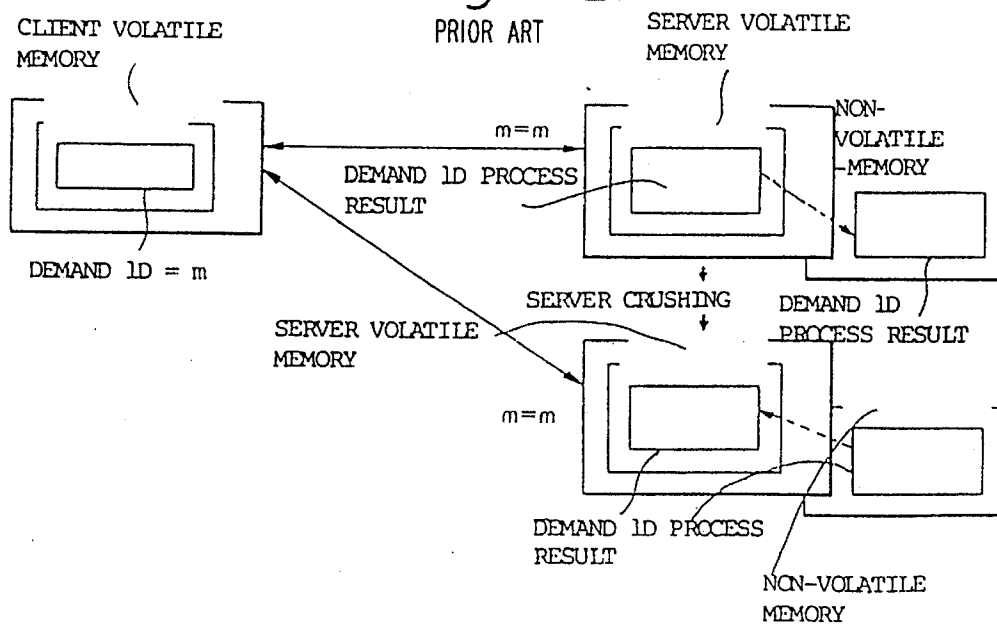 CLIENT VOLATILE
MEMORY
PRIOR ART
SERVER VOLATILE
MEMORY
NON-
VOLATILE
-MEMORY
m=m
DEMAND 1D PROCESS
RESULT
DEMAND 1D = m
SERVER CRUSHING
DEMAND 1D
PROCESS RESULT
SERVER VOLATILE
MEMORY
m=m
DEMAND 1D PROCESS
RESULT
NON-VOLATILE
MEMORY